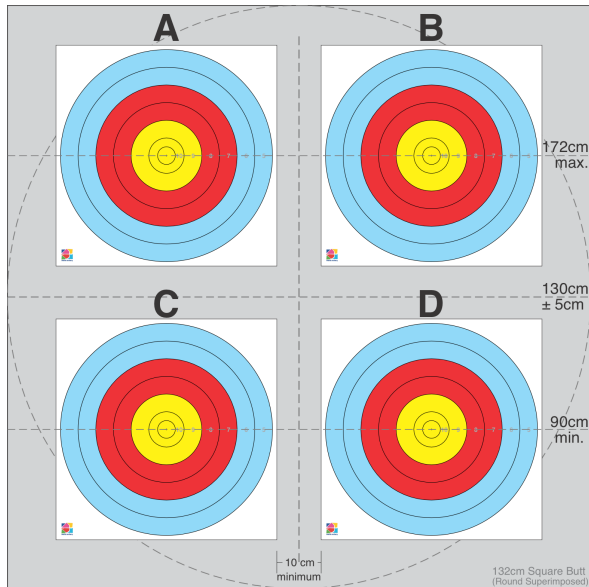 A B
172cm
max.
130cm
± 5cm
C D
90cm
min.
10 cm
minimum
132cm Square Butt
(Round Superimposed)